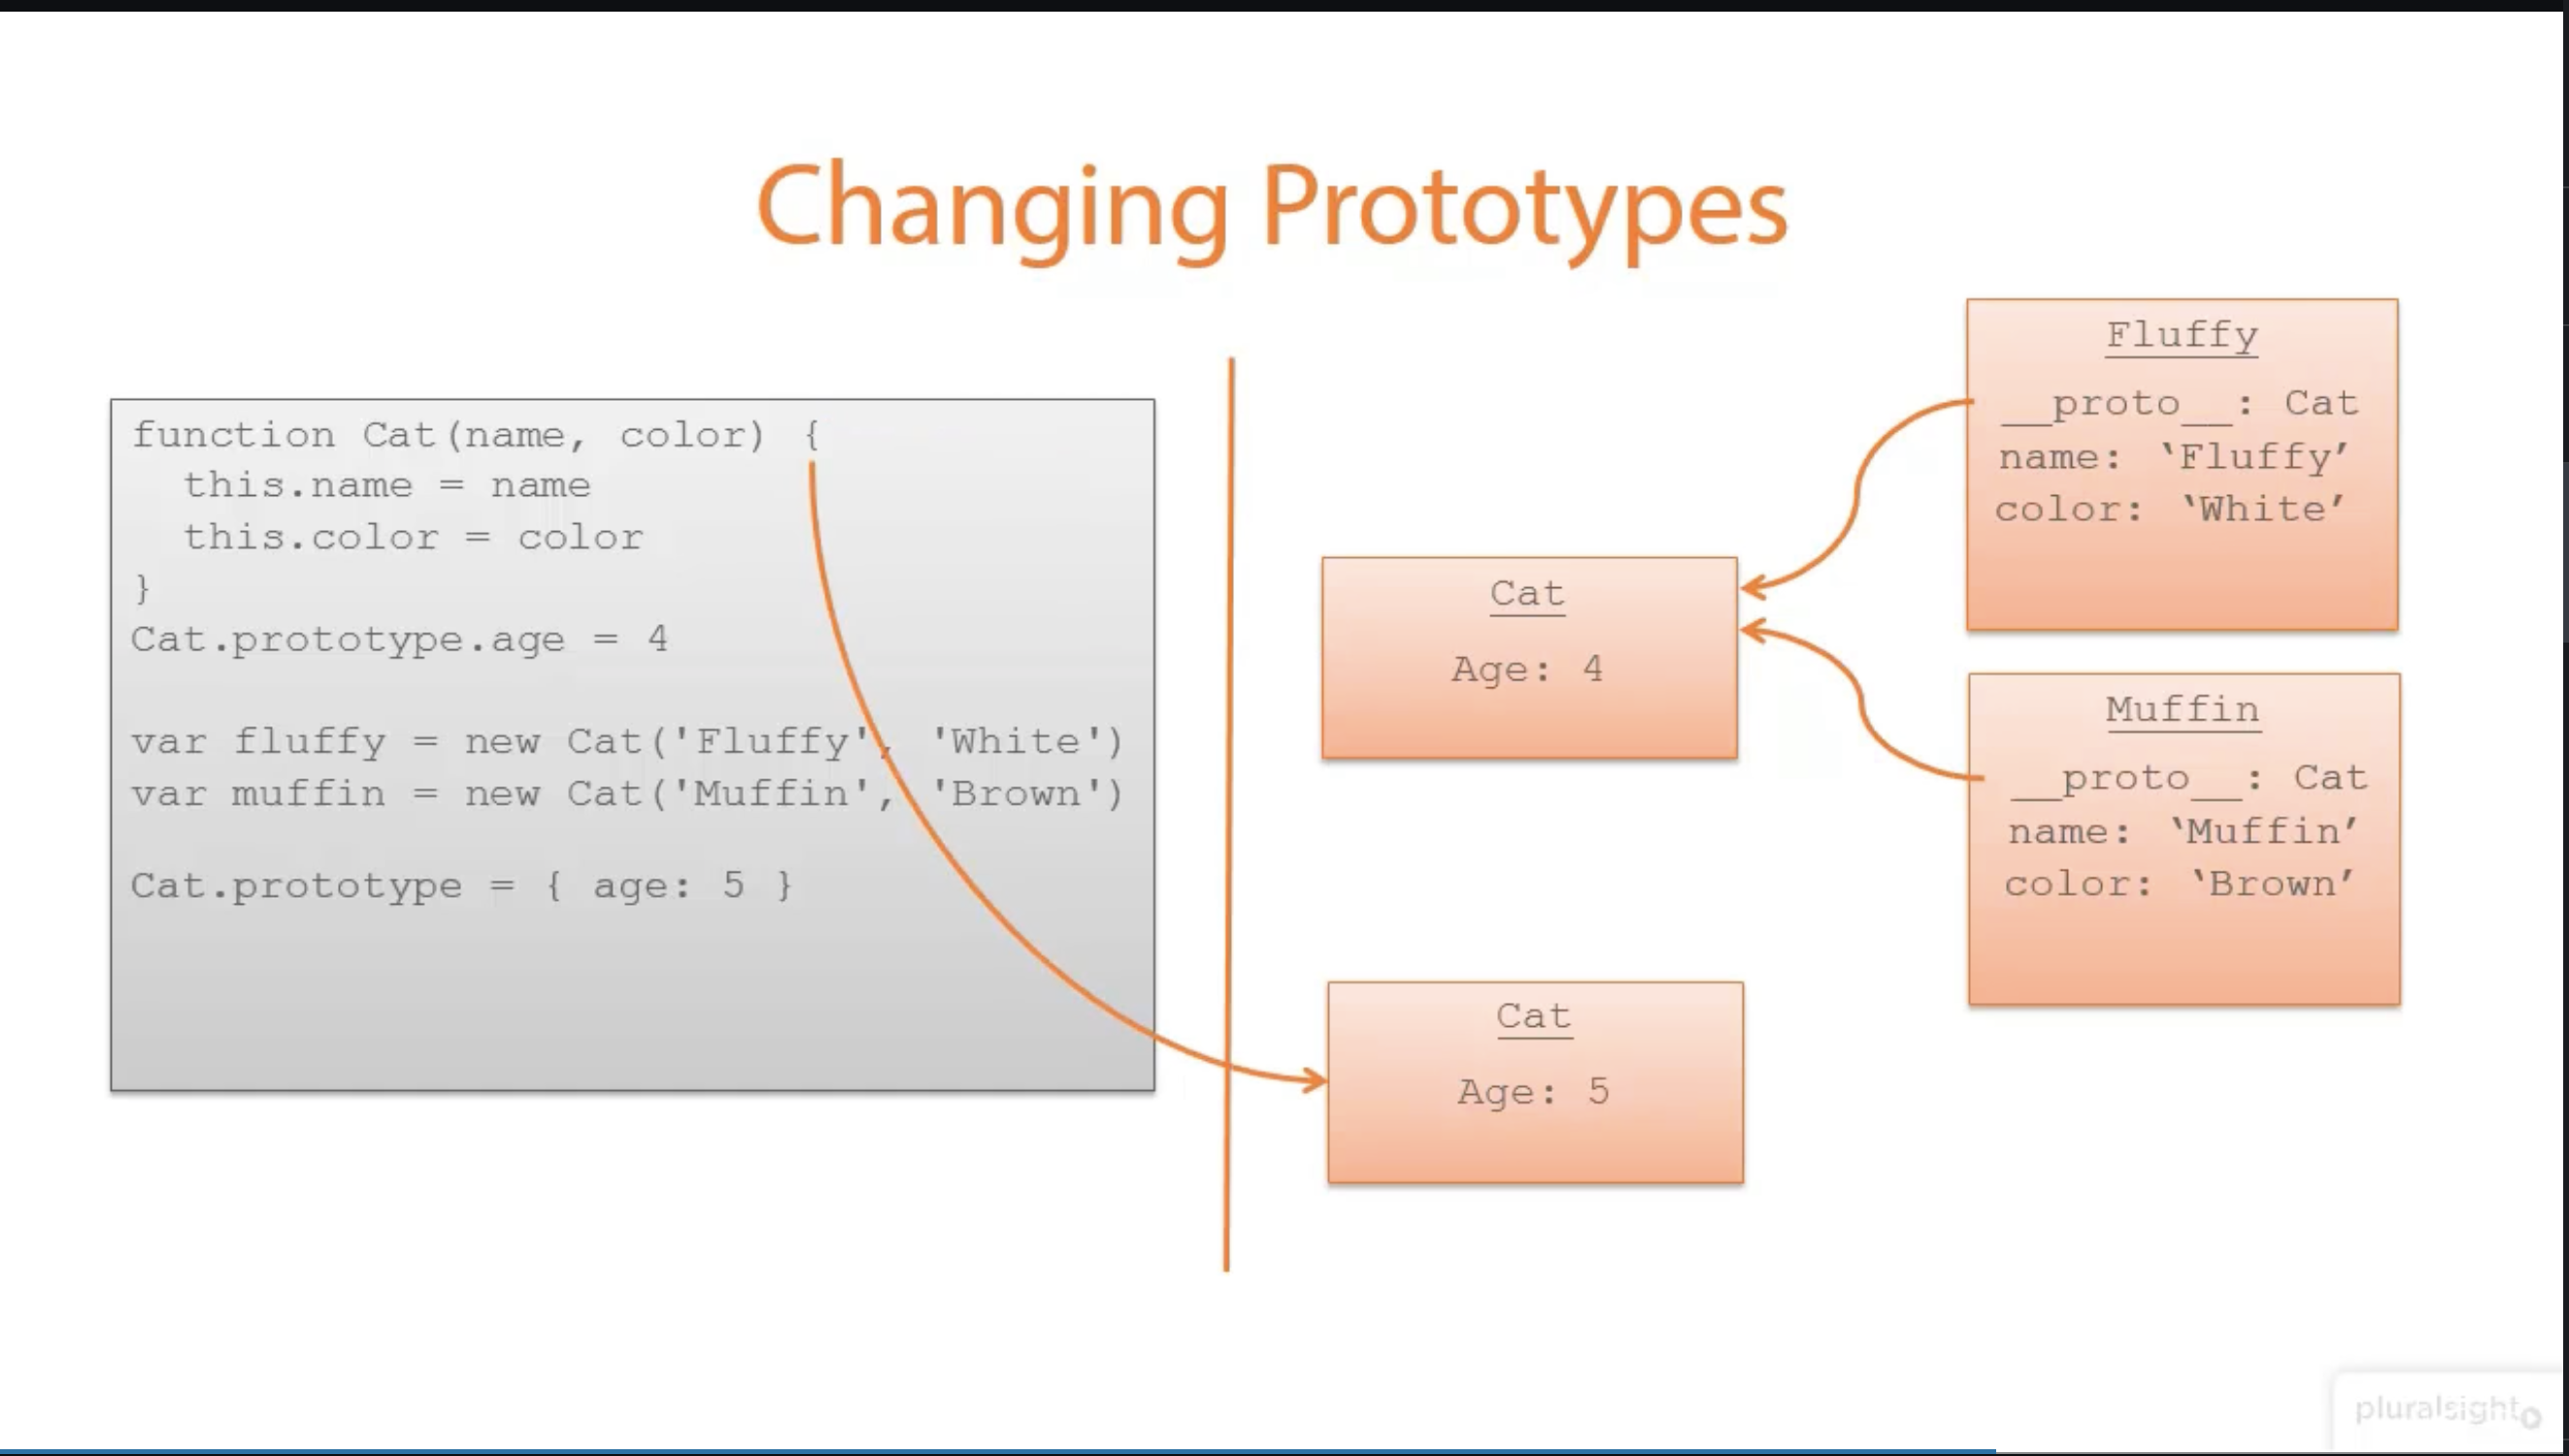 Changing Prototypes
function Cat(name, color) {
  this.name = name
  this.color = color
}
Cat.prototype.age = 4
var fluffy = new Cat('Fluffy', 'White')
var muffin = new Cat('Muffin', 'Brown')
Cat.prototype = { age: 5 }
Cat
Age: 4
Cat
Age: 5
Fluffy
__proto__: Cat
name: ‘Fluffy’
color: ‘White’
Muffin
__proto__: Cat
name: ‘Muffin’
color: ‘Brown’
pluralsight